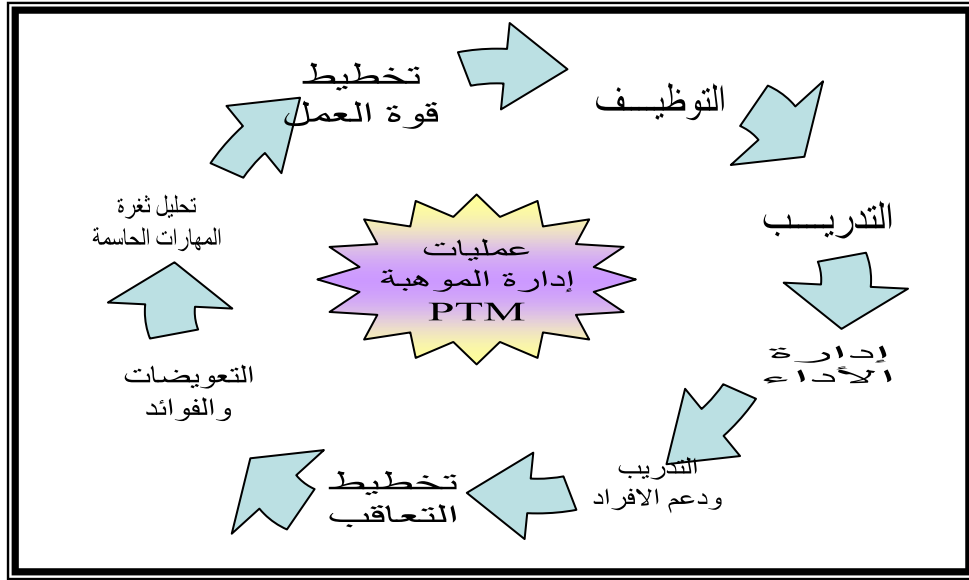 تخطيط
قوة العمل
التوظيـــف
التدريـــب
إدارة
الأداء
التدريب
ودعم الافراد
تخطيط
التعاقب
التعويضات
والفوائد
تحليل ثغرة
المهارات الحاسمة
عمليات
إدارة الموهبة
PTM